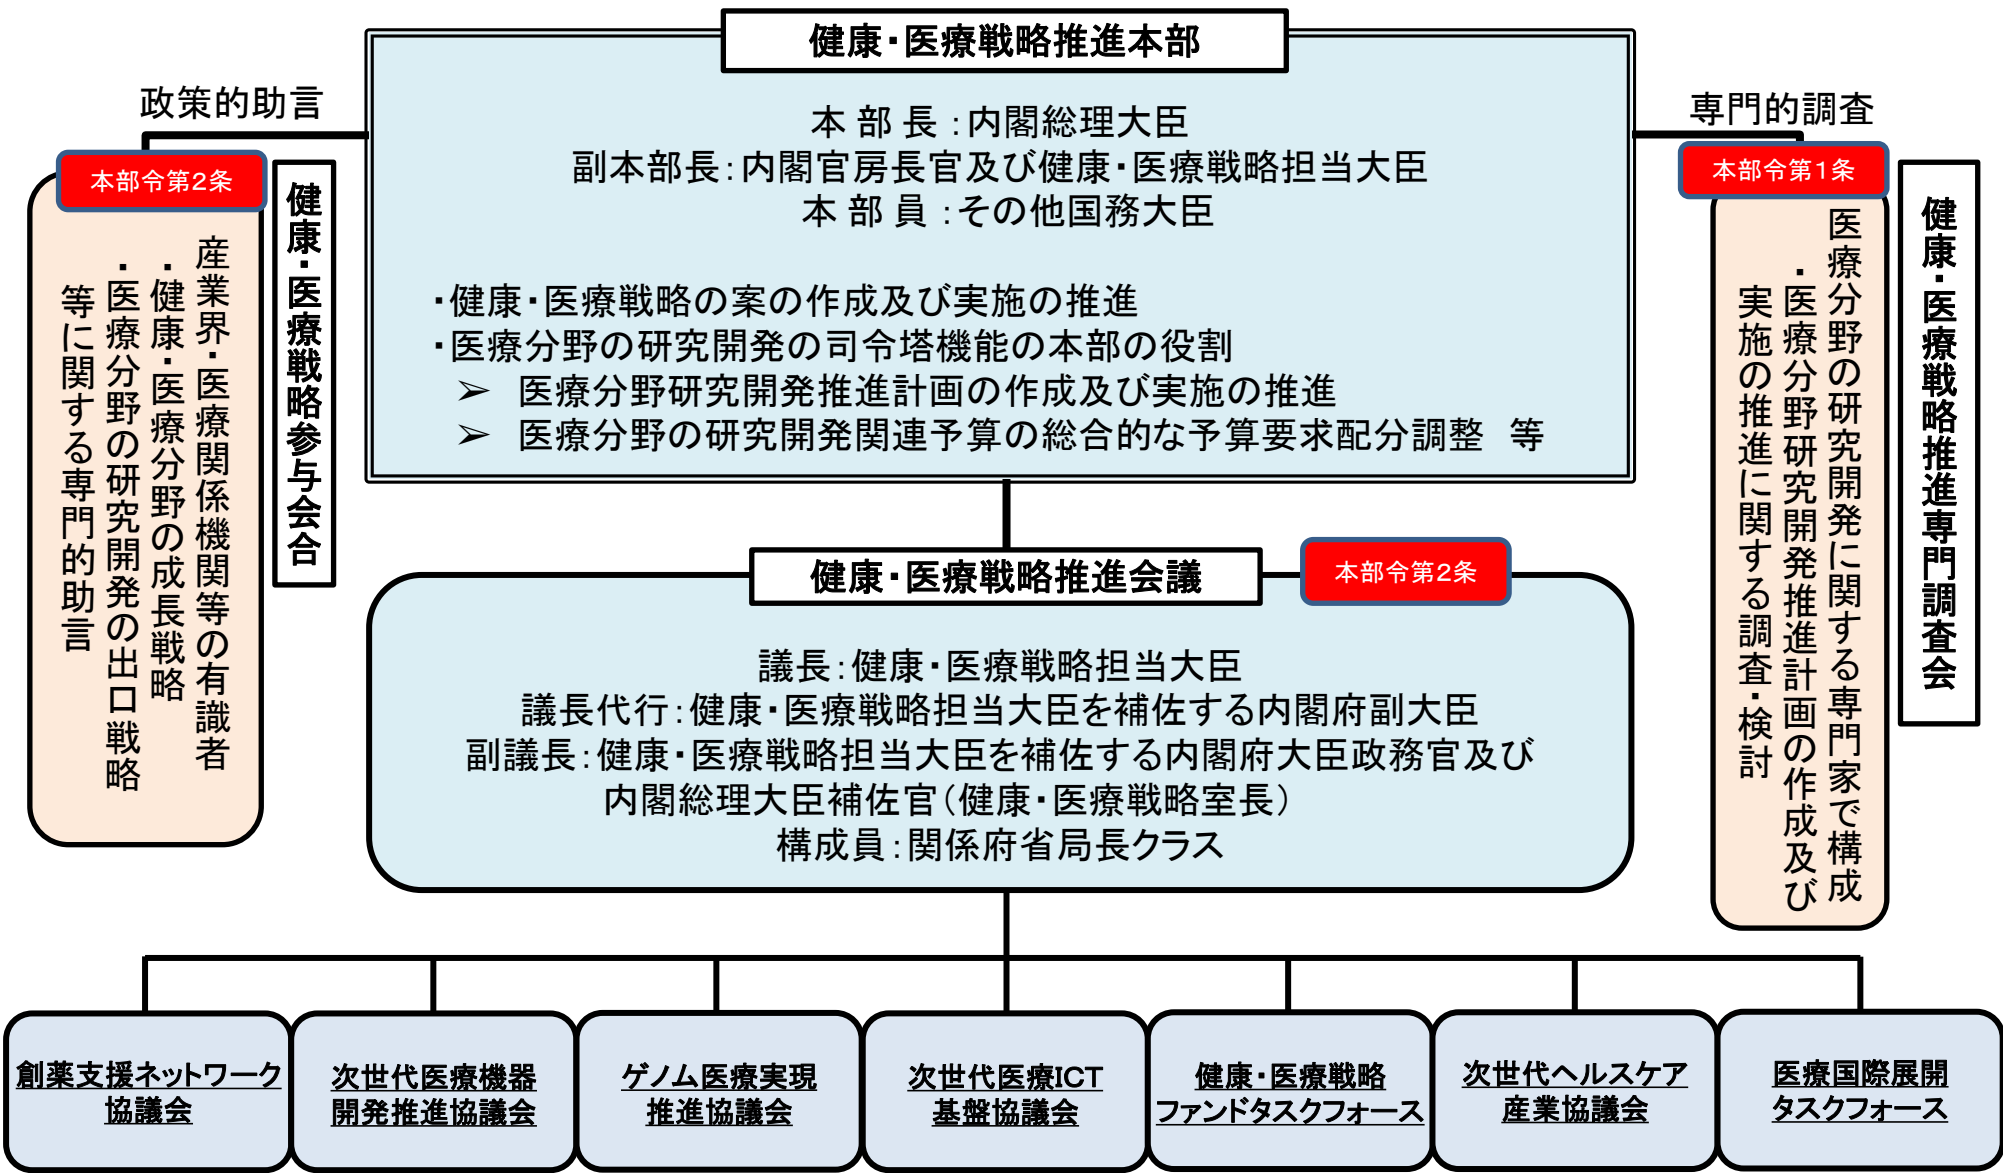 健康・医療戦略推進本部
本 部 長 ：内閣総理大臣
副本部長：内閣官房長官及び健康・医療戦略担当大臣
本 部 員 ：その他国務大臣
・健康・医療戦略の案の作成及び実施の推進
・医療分野の研究開発の司令塔機能の本部の役割
➢ 医療分野研究開発推進計画の作成及び実施の推進
➢ 医療分野の研究開発関連予算の総合的な予算要求配分調整 等
政策的助言
本部令第2条
健康・医療戦略参与会合
産業界・医療関係機関等の有識者
・健康・医療分野の成長戦略
・医療分野の研究開発の出口戦略
等に関する専門的助言
専門的調査
本部令第1条
健康・医療戦略推進専門調査会
医療分野の研究開発に関する専門家で構成
・医療分野研究開発推進計画の作成及び
実施の推進に関する調査・検討
健康・医療戦略推進会議
本部令第2条
議長：健康・医療戦略担当大臣
議長代行：健康・医療戦略担当大臣を補佐する内閣府副大臣
副議長：健康・医療戦略担当大臣を補佐する内閣府大臣政務官及び
内閣総理大臣補佐官（健康・医療戦略室長）
構成員：関係府省局長クラス
創薬支援ネットワーク
協議会
次世代医療機器
開発推進協議会
ゲノム医療実現
推進協議会
次世代医療ICT
基盤協議会
健康・医療戦略
ファンドタスクフォース
次世代ヘルスケア
産業協議会
医療国際展開
タスクフォース